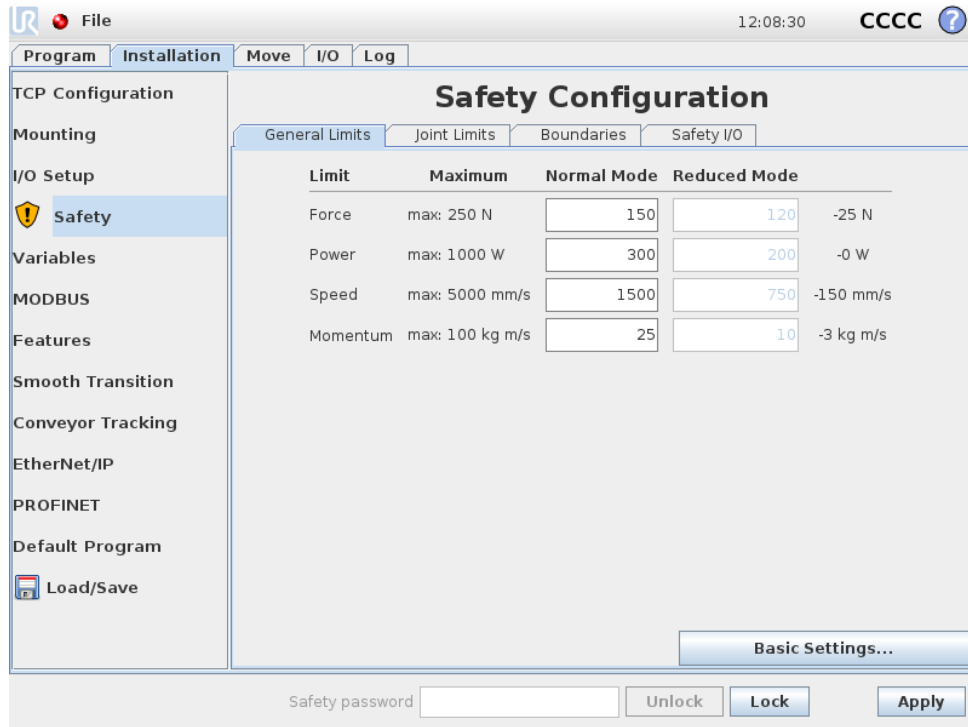 UR File 12:08:30 CCCC ?
Program Installation Move I/O Log
TCP Configuration
Mounting
I/O Setup
Safety
Variables
MODBUS
Features
Smooth Transition
Conveyor Tracking
EtherNet/IP
PROFINET
Default Program
Load/Save
Safety Configuration
General Limits Joint Limits Boundaries Safety I/O
Limit Maximum Normal Mode Reduced Mode
Force max: 250 N 150 120 -25 N
Power max: 1000 W 300 200 -0 W
Speed max: 5000 mm/s 1500 750 -150 mm/s
Momentum max: 100 kg m/s 25 10 -3 kg m/s
Basic Settings...
Safety password Unlock Lock Apply